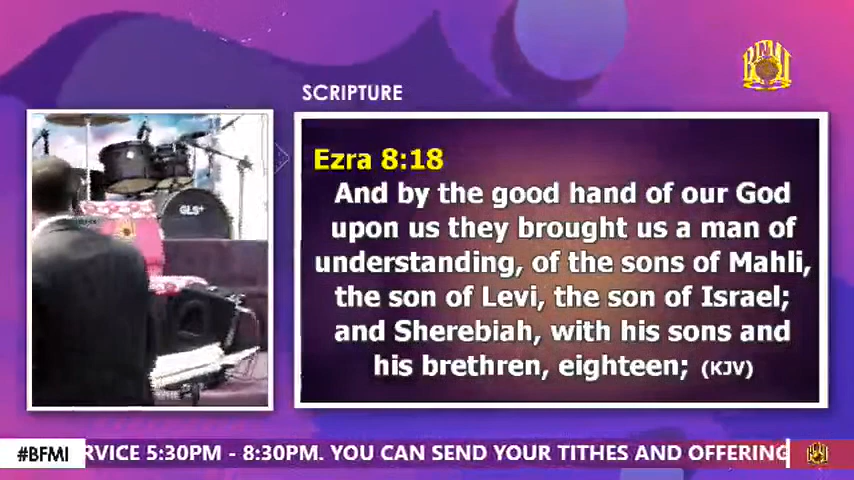 SCRIPTURE
Ezra 8:18
And by the good hand of our God
upon us they brought us a man of
understanding, of the sons of Mahli,
the son of Levi, the son of Israel;
and Sherebiah, with his sons and
his brethren, eighteen; (KJV)
#BFMI
RVICE 5:30PM - 8:30PM. YOU CAN SEND YOUR TITHES AND OFFERING